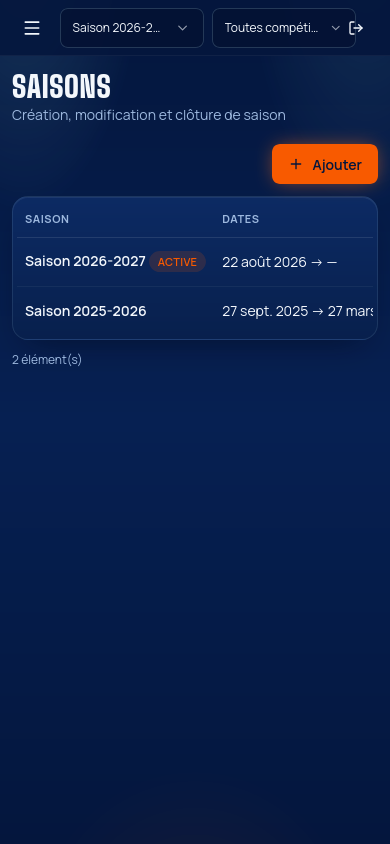 Saison 2026-2... Toutes compéti...
SAISONS
Création, modification et clôture de saison
Ajouter
SAISON DATES
Saison 2026-2027 ACTIVE 22 août 2026 → —
Saison 2025-2026 27 sept. 2025 → 27 mars
2 élément(s)